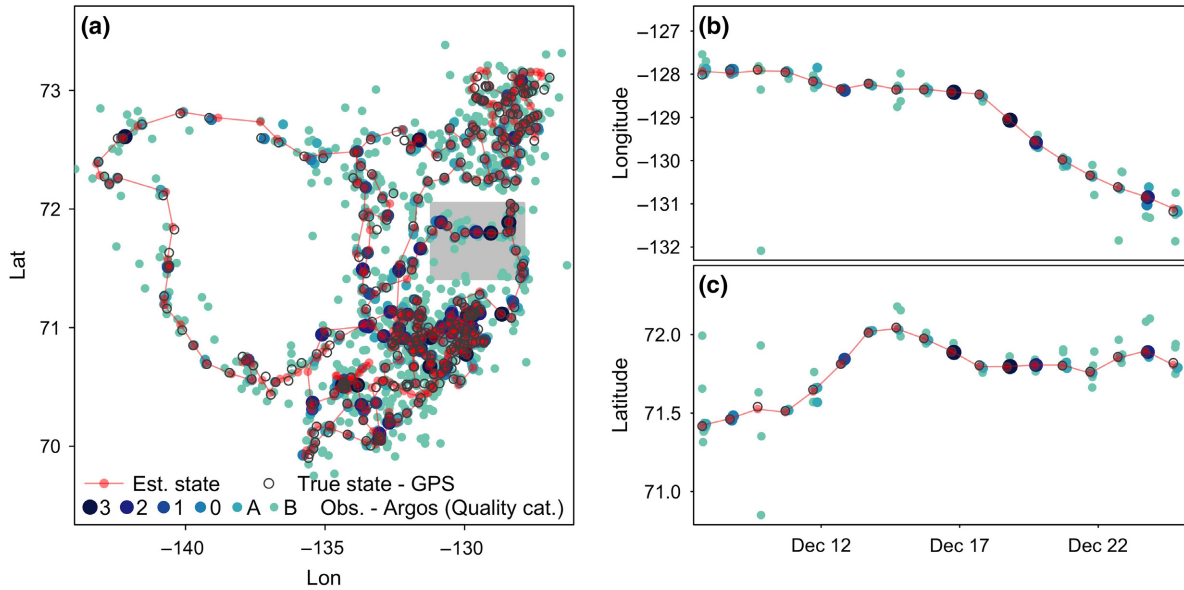 (a)
73
72
71
70
Lat
Est. state
True state - GPS
3 2 1 0 A B Obs. - Argos (Quality cat.)
−140
−135
−130
Lon
(b)
−127
−128
−129
−130
−131
−132
Longitude
(c)
72.0
71.5
71.0
Latitude
Dec 12
Dec 17
Dec 22